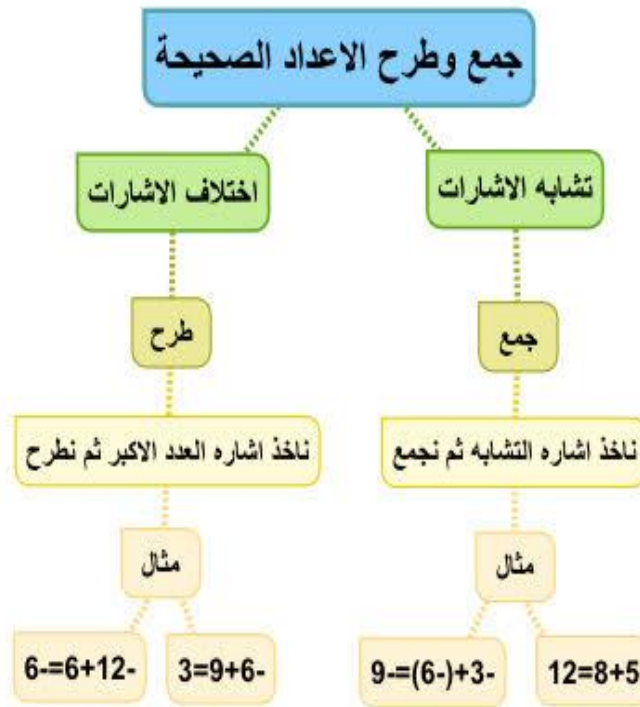 جمع وطرح الاعداد الصحيحة
تشابه الاشارات
اختلاف الاشارات
جمع
طرح
ناخذ اشاره التشابه ثم نجمع
ناخذ اشاره العدد الاكبر ثم نطرح
مثال
مثال
12=8+5
9-=(6-)+3-
3=9+6-
6-=6+12-